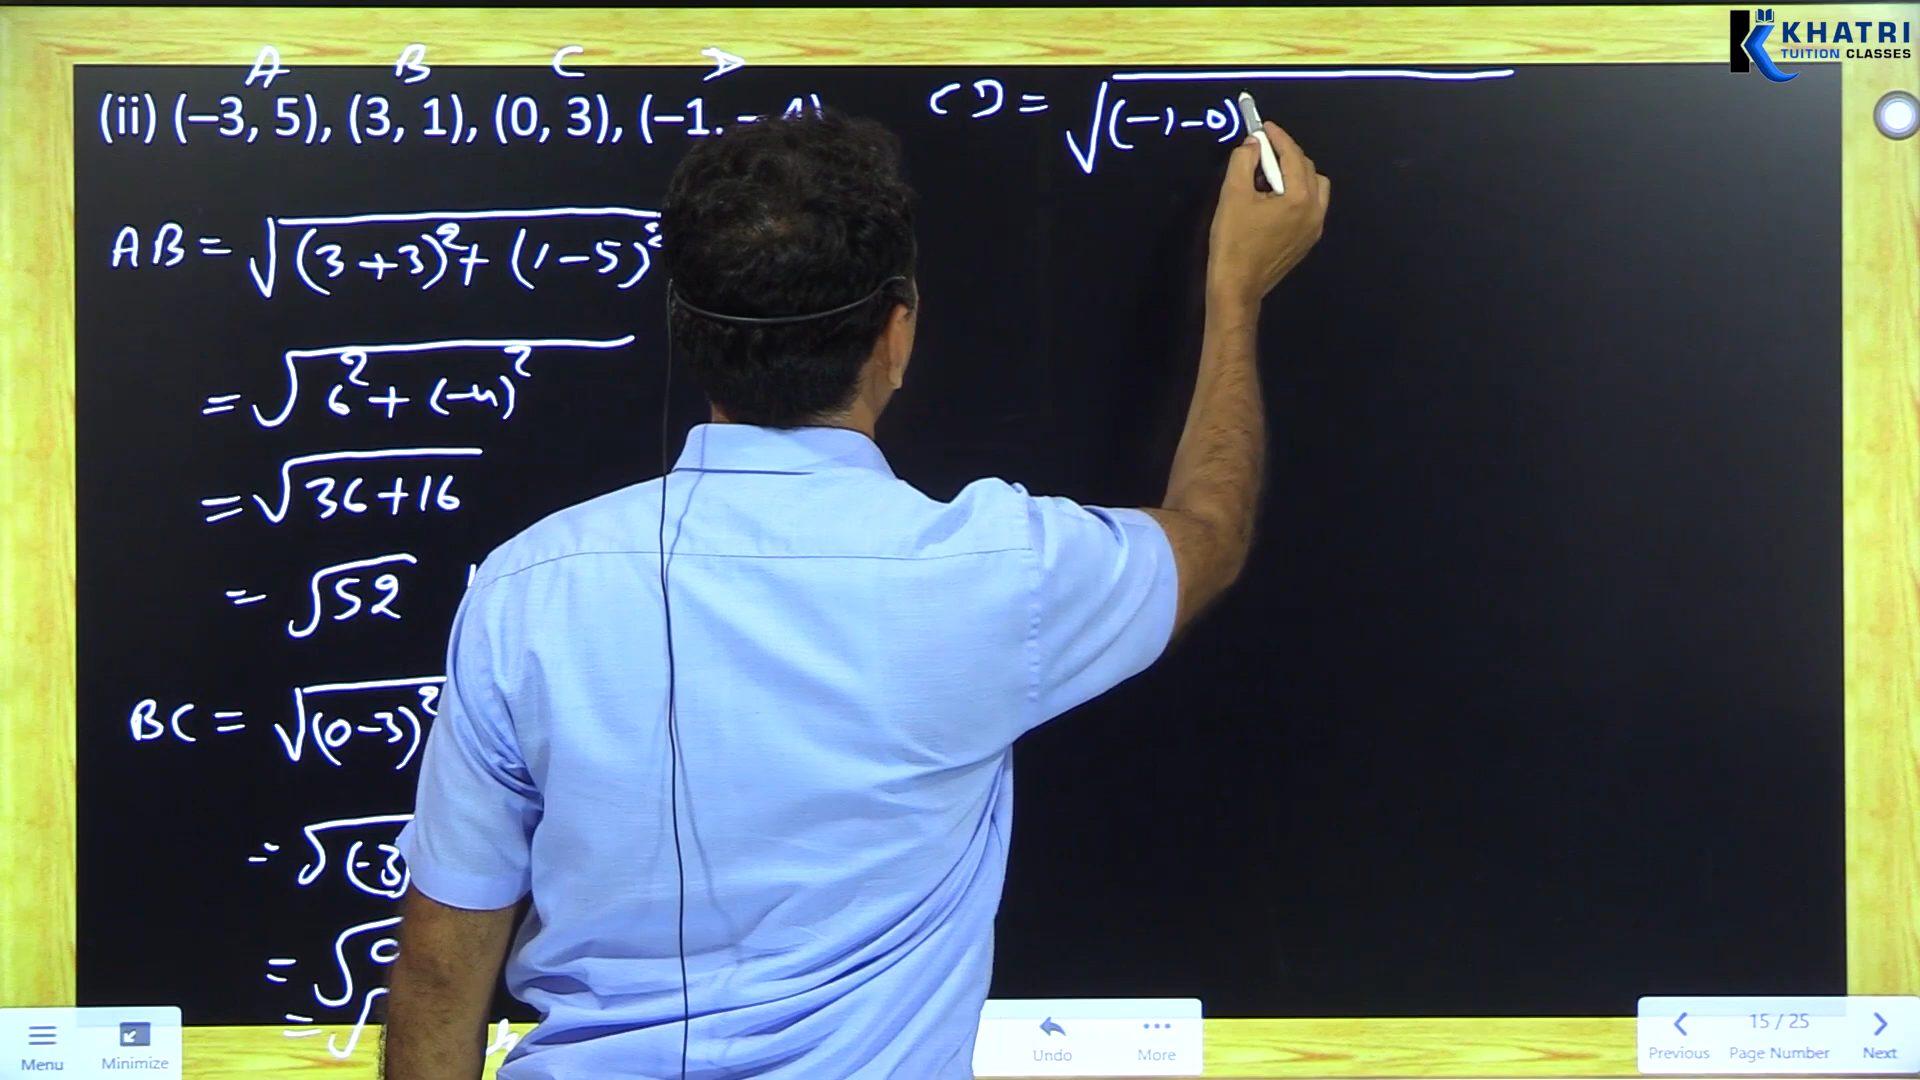 KHATRI
TUITION CLASSES
A B C
(ii) (–3, 5), (3, 1), (0, 3), (–1. – 4)
AB = √(3+3)²+ (1-5)²
= √6²+ (-4)²
= √36+16
= √52
BC = √(0-3)²
= √(-3)
= √
= √
CD = √(-1-0)
Menu
Minimize
Undo
More
15 / 25
Previous
Page Number
Next